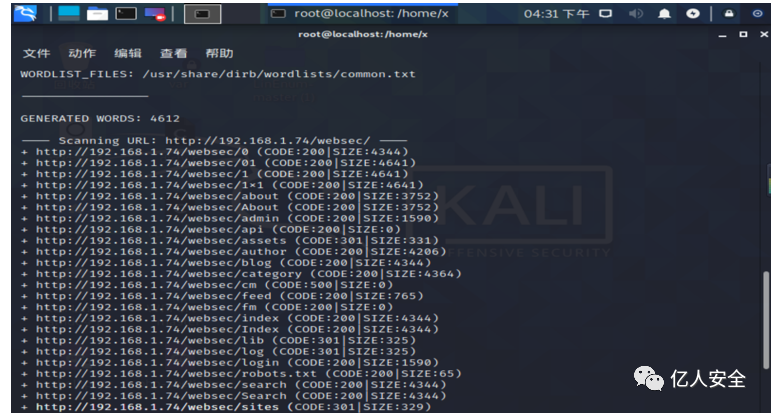 root@localhost: /home/x
04:31 下午
root@localhost: /home/x
文件 动作 编辑 查看 帮助
WORDLIST_FILES: /usr/share/dirb/wordlists/common.txt
GENERATED WORDS: 4612
---- Scanning URL: http://192.168.1.74/websec/ ----
+ http://192.168.1.74/websec/0 (CODE:200|SIZE:4344)
+ http://192.168.1.74/websec/01 (CODE:200|SIZE:4641)
+ http://192.168.1.74/websec/1 (CODE:200|SIZE:4641)
+ http://192.168.1.74/websec/1x1 (CODE:200|SIZE:4641)
+ http://192.168.1.74/websec/about (CODE:200|SIZE:3752)
+ http://192.168.1.74/websec/About (CODE:200|SIZE:3752)
+ http://192.168.1.74/websec/admin (CODE:200|SIZE:1590)
+ http://192.168.1.74/websec/api (CODE:200|SIZE:0)
+ http://192.168.1.74/websec/assets (CODE:301|SIZE:331)
+ http://192.168.1.74/websec/author (CODE:200|SIZE:4206)
+ http://192.168.1.74/websec/blog (CODE:200|SIZE:4344)
+ http://192.168.1.74/websec/category (CODE:200|SIZE:4364)
+ http://192.168.1.74/websec/cm (CODE:500|SIZE:0)
+ http://192.168.1.74/websec/feed (CODE:200|SIZE:765)
+ http://192.168.1.74/websec/fm (CODE:200|SIZE:0)
+ http://192.168.1.74/websec/index (CODE:200|SIZE:4344)
+ http://192.168.1.74/websec/Index (CODE:200|SIZE:4344)
+ http://192.168.1.74/websec/lib (CODE:301|SIZE:325)
+ http://192.168.1.74/websec/log (CODE:301|SIZE:325)
+ http://192.168.1.74/websec/login (CODE:200|SIZE:1590)
+ http://192.168.1.74/websec/robots.txt (CODE:200|SIZE:65)
+ http://192.168.1.74/websec/search (CODE:200|SIZE:4344)
+ http://192.168.1.74/websec/Search (CODE:200|SIZE:4344)
+ http://192.168.1.74/websec/sites (CODE:301|SIZE:329)
KALI
OFFENSIVE SECURITY
亿人安全